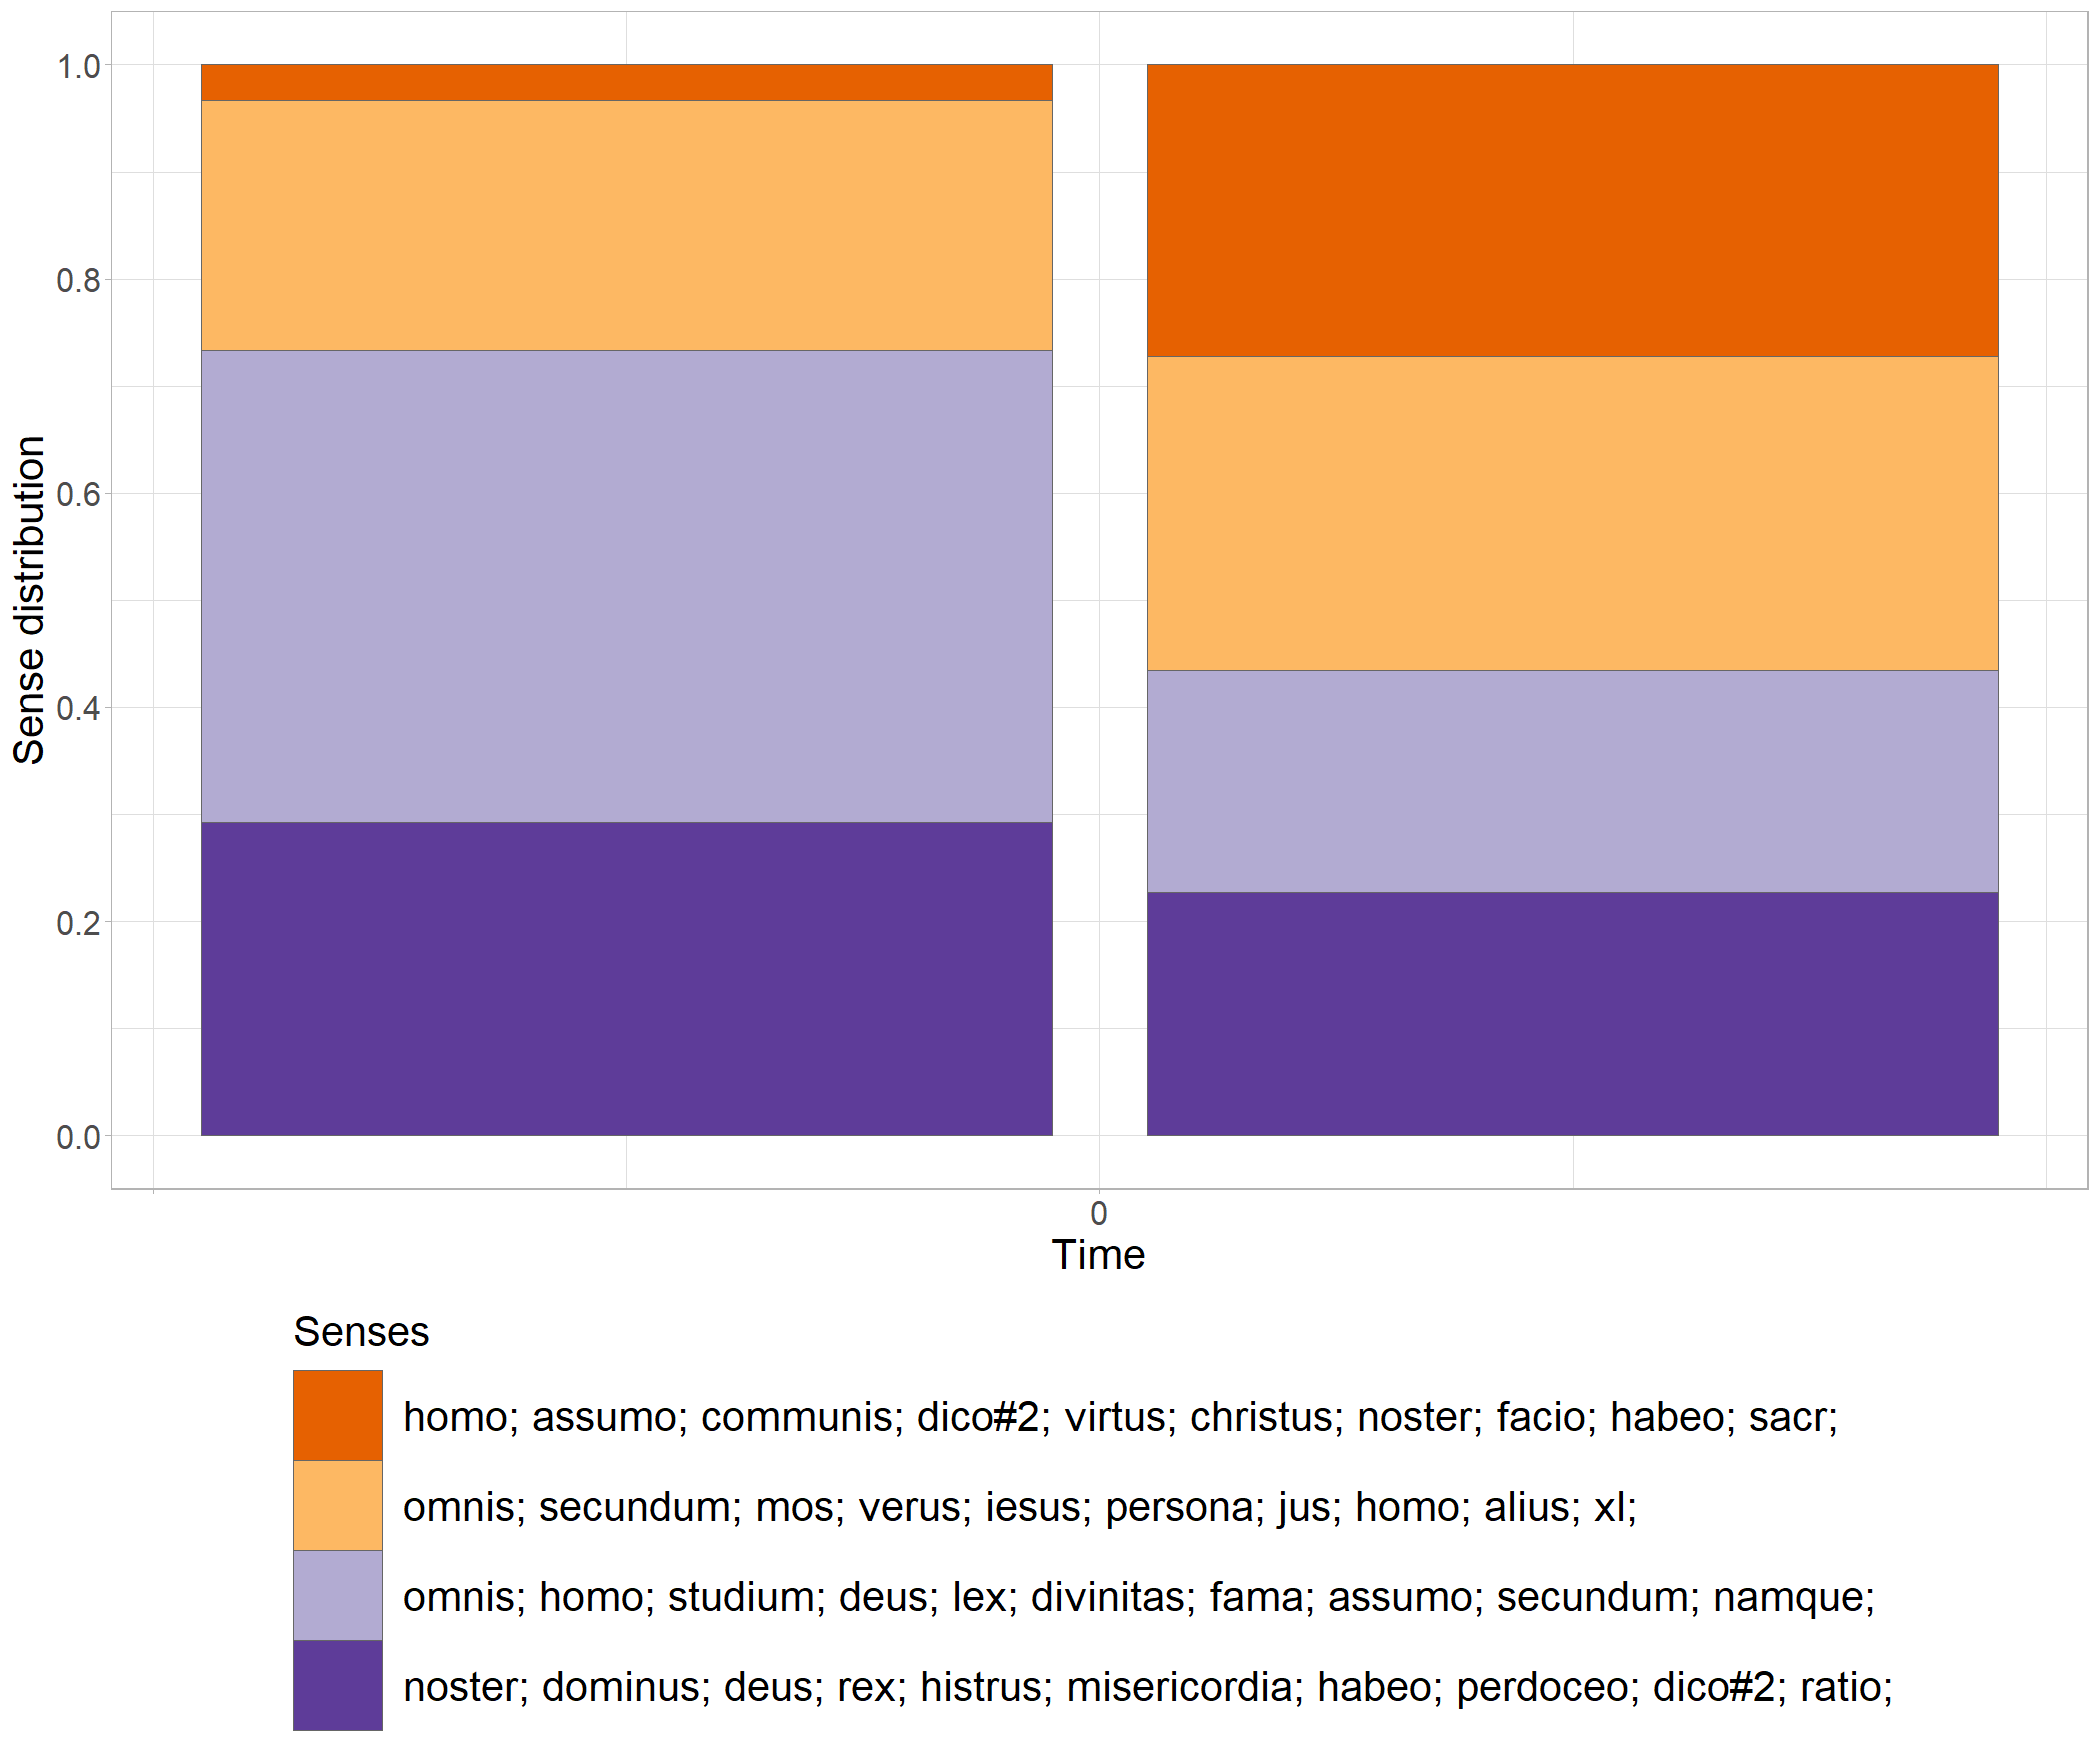 1.0
0.8
0.6
0.4
0.2
0.0
Sense distribution
0
Time
Senses
homo; assumo; communis; dico#2; virtus; christus; noster; facio; habeo; sacr;
omnis; secundum; mos; verus; iesus; persona; jus; homo; alius; xl;
omnis; homo; studium; deus; lex; divinitas; fama; assumo; secundum; namque;
noster; dominus; deus; rex; histrus; misericordia; habeo; perdoceo; dico#2; ratio;